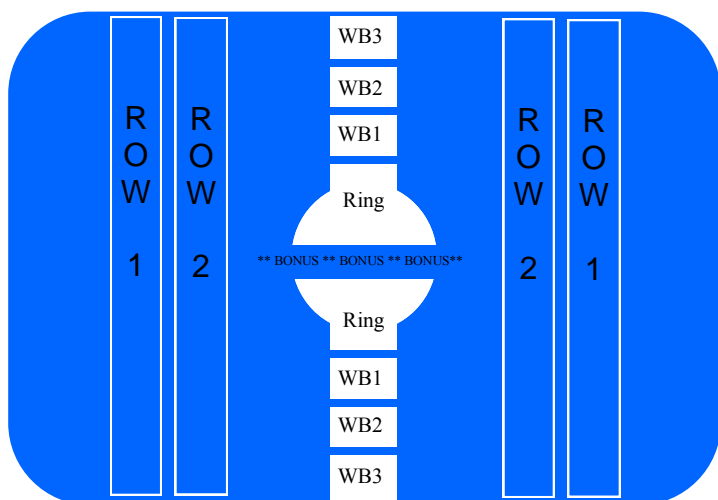 WB3
WB2
WB1
Ring
** BONUS ** BONUS ** BONUS**
Ring
WB1
WB2
WB3
ROW 1
ROW 2
ROW 2
ROW 1